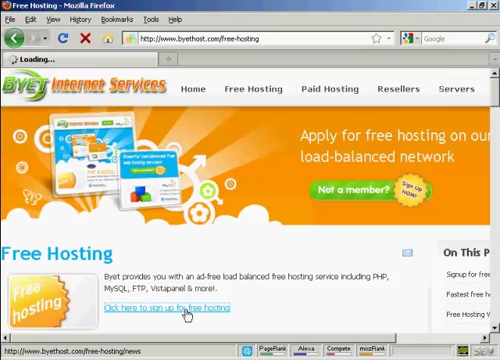 Free Hosting - Mozilla Firefox
File Edit View History Bookmarks Tools Help
http://www.byethost.com/free-hosting
Google
Loading...
BYET Internet Services
Home Free Hosting Paid Hosting Resellers Servers
Apply for free hosting on our
load-balanced network
Not a member? Sign Up NOW!
Free Hosting
On This P
Free hosting
Byet provides you with an ad-free load balanced free hosting service including PHP,
MySQL, FTP, Vistapanel & more!.
Click here to sign up for free hosting
Signup for free
Fastest free h
Free Hosting V
http://www.byethost.com/free-hosting/news
PageRank Alexa Compete mozRank